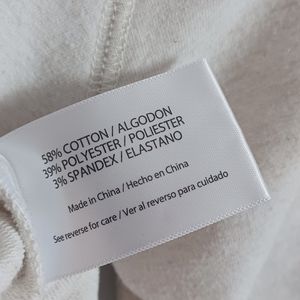 58% COTTON / ALGODON
39% POLYESTER / POLIESTER
3% SPANDEX / ELASTANO
Made in China / Hecho en China
See reverse for care / Ver al reverso para cuidado